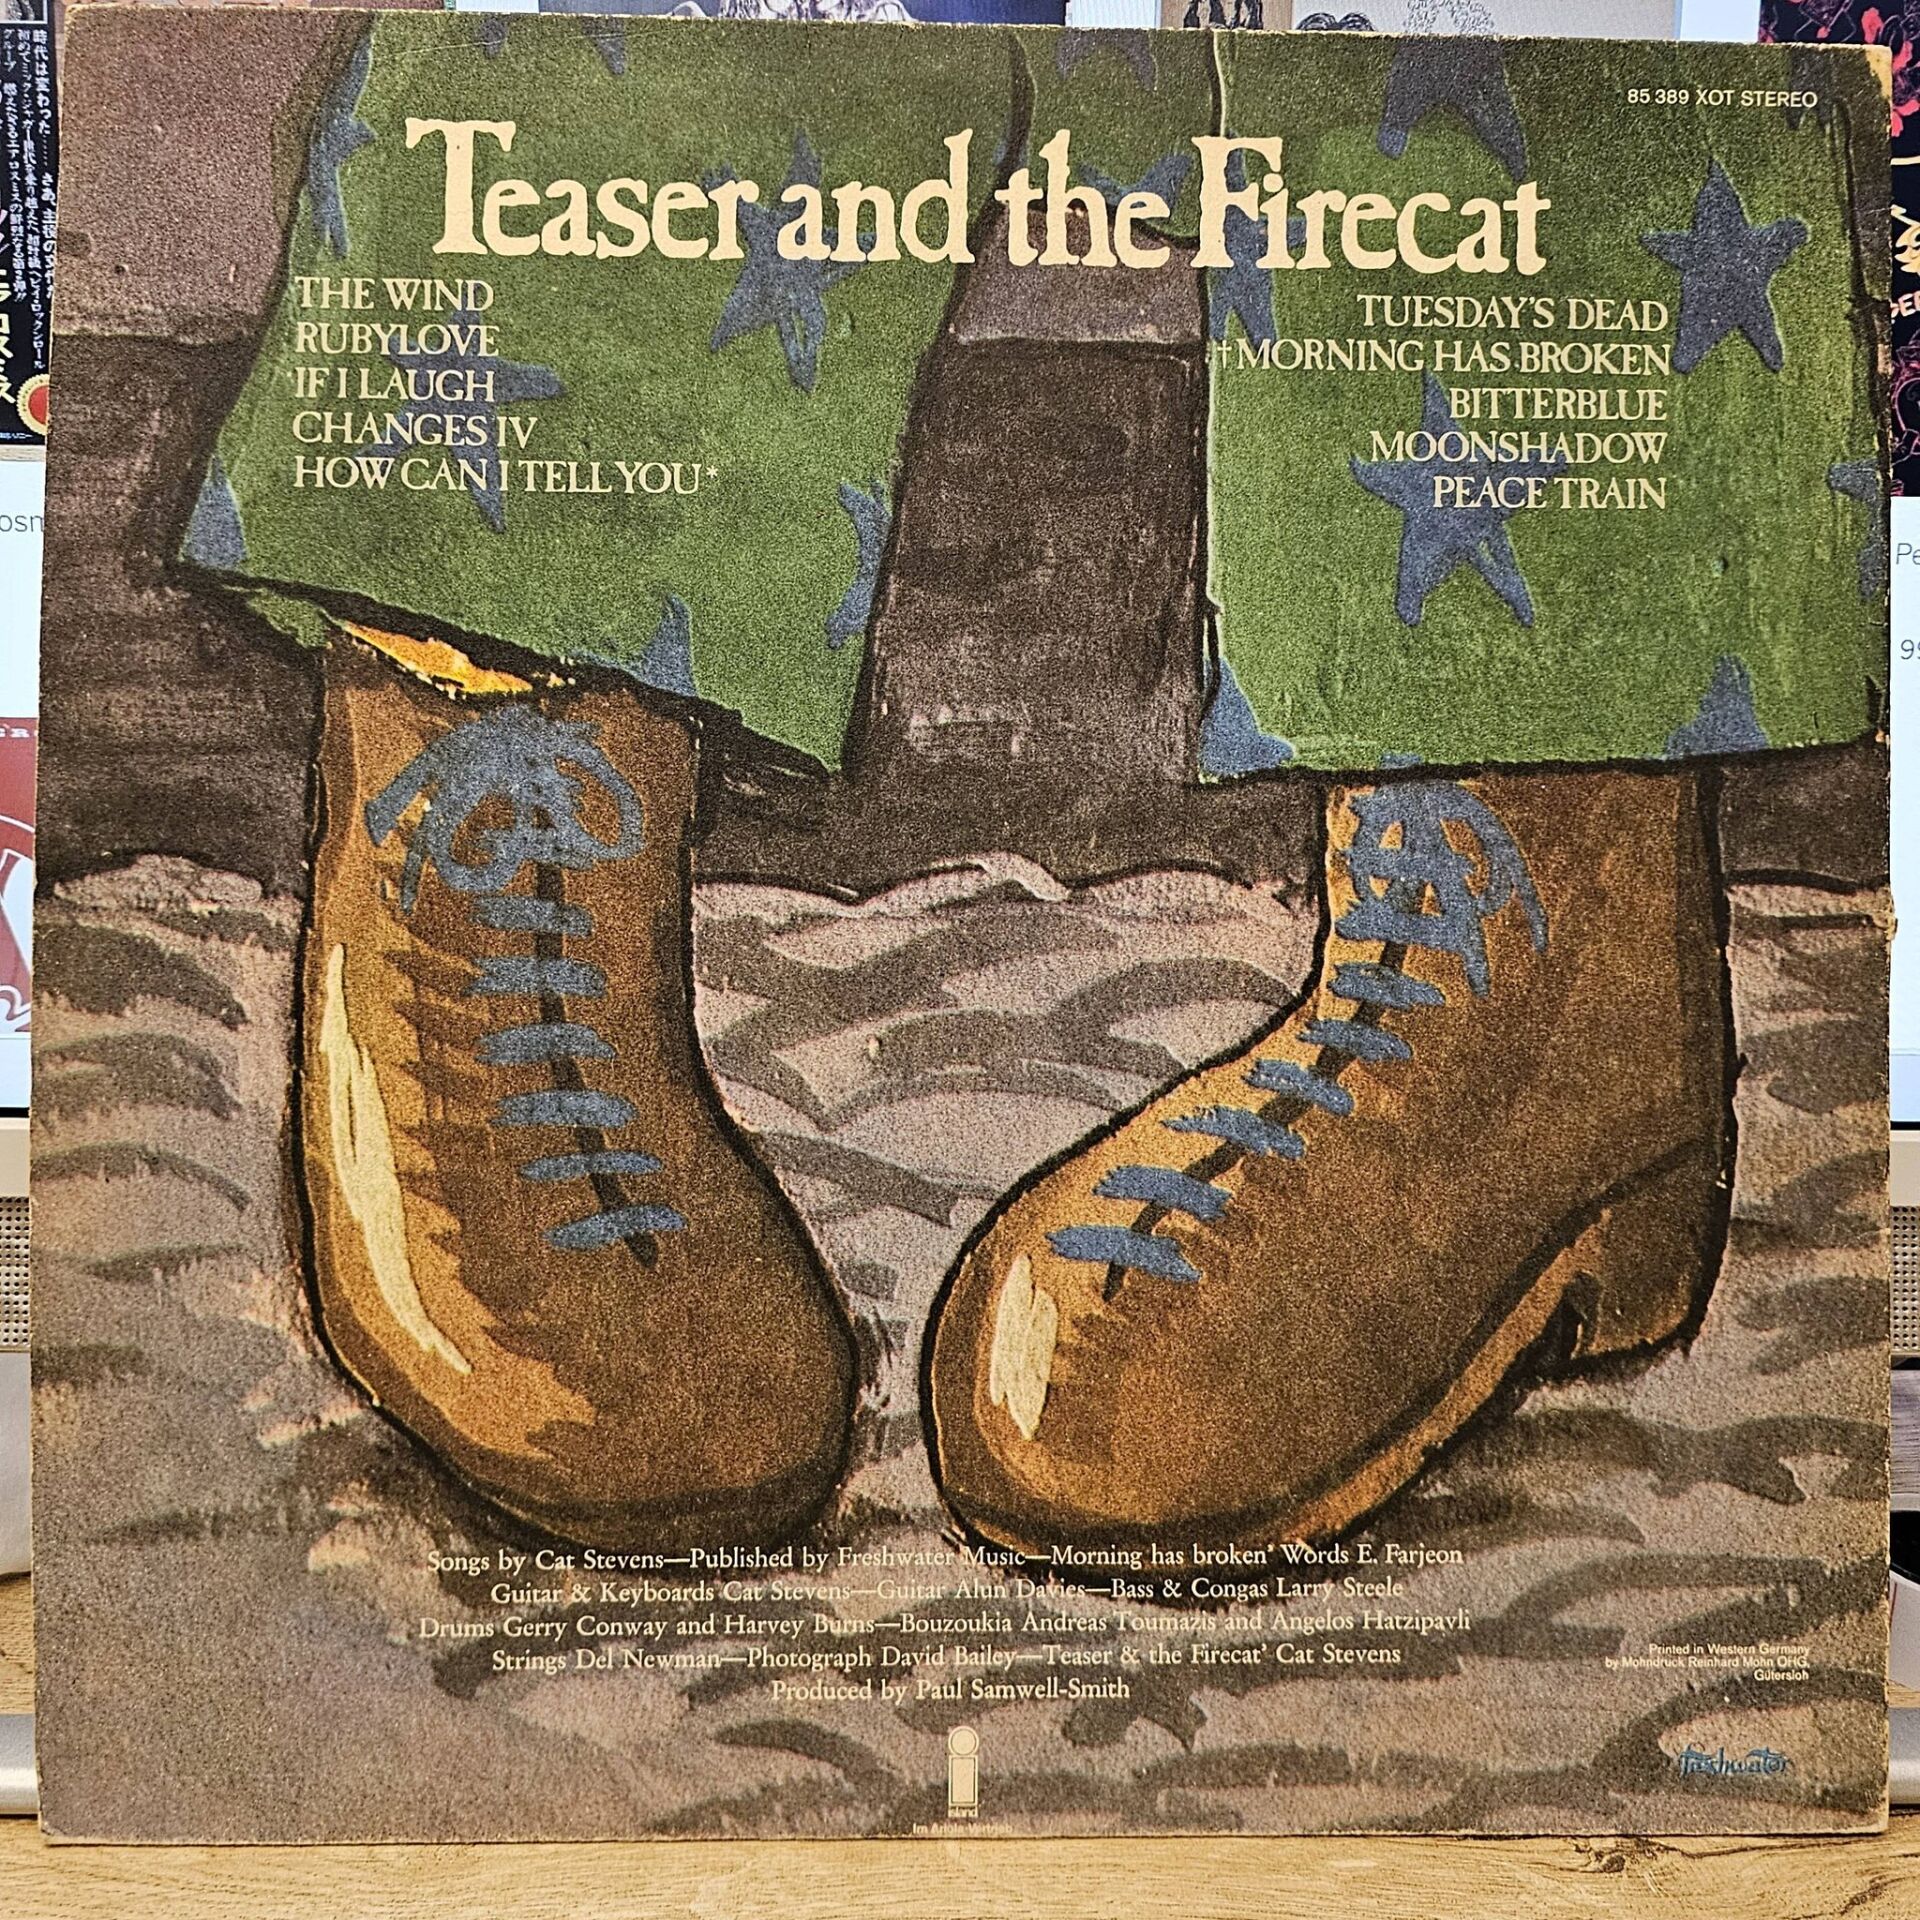 85 389 XOT STEREO
Teaser and the Firecat
THE WIND
RUBYLOVE
IF I LAUGH
CHANGES IV
HOW CAN I TELL YOU*
TUESDAY'S DEAD
†MORNING HAS BROKEN
BITTERBLUE
MOONSHADOW
PEACE TRAIN
Songs by Cat Stevens—Published by Freshwater Music—Morning has broken' Words E. Farjeon
Guitar & Keyboards Cat Stevens—Guitar Alun Davies—Bass & Congas Larry Steele
Drums Gerry Conway and Harvey Burns—Bouzoukia Andreas Toumazis and Angelos Hatzipavli
Strings Del Newman—Photograph David Bailey—Teaser & the Firecat' Cat Stevens
Produced by Paul Samwell-Smith
Printed in Western Germany
by Mohndruck Reinhard Mohn OHG,
Gütersloh
freshwater
island
Im Ariola-Vertrieb